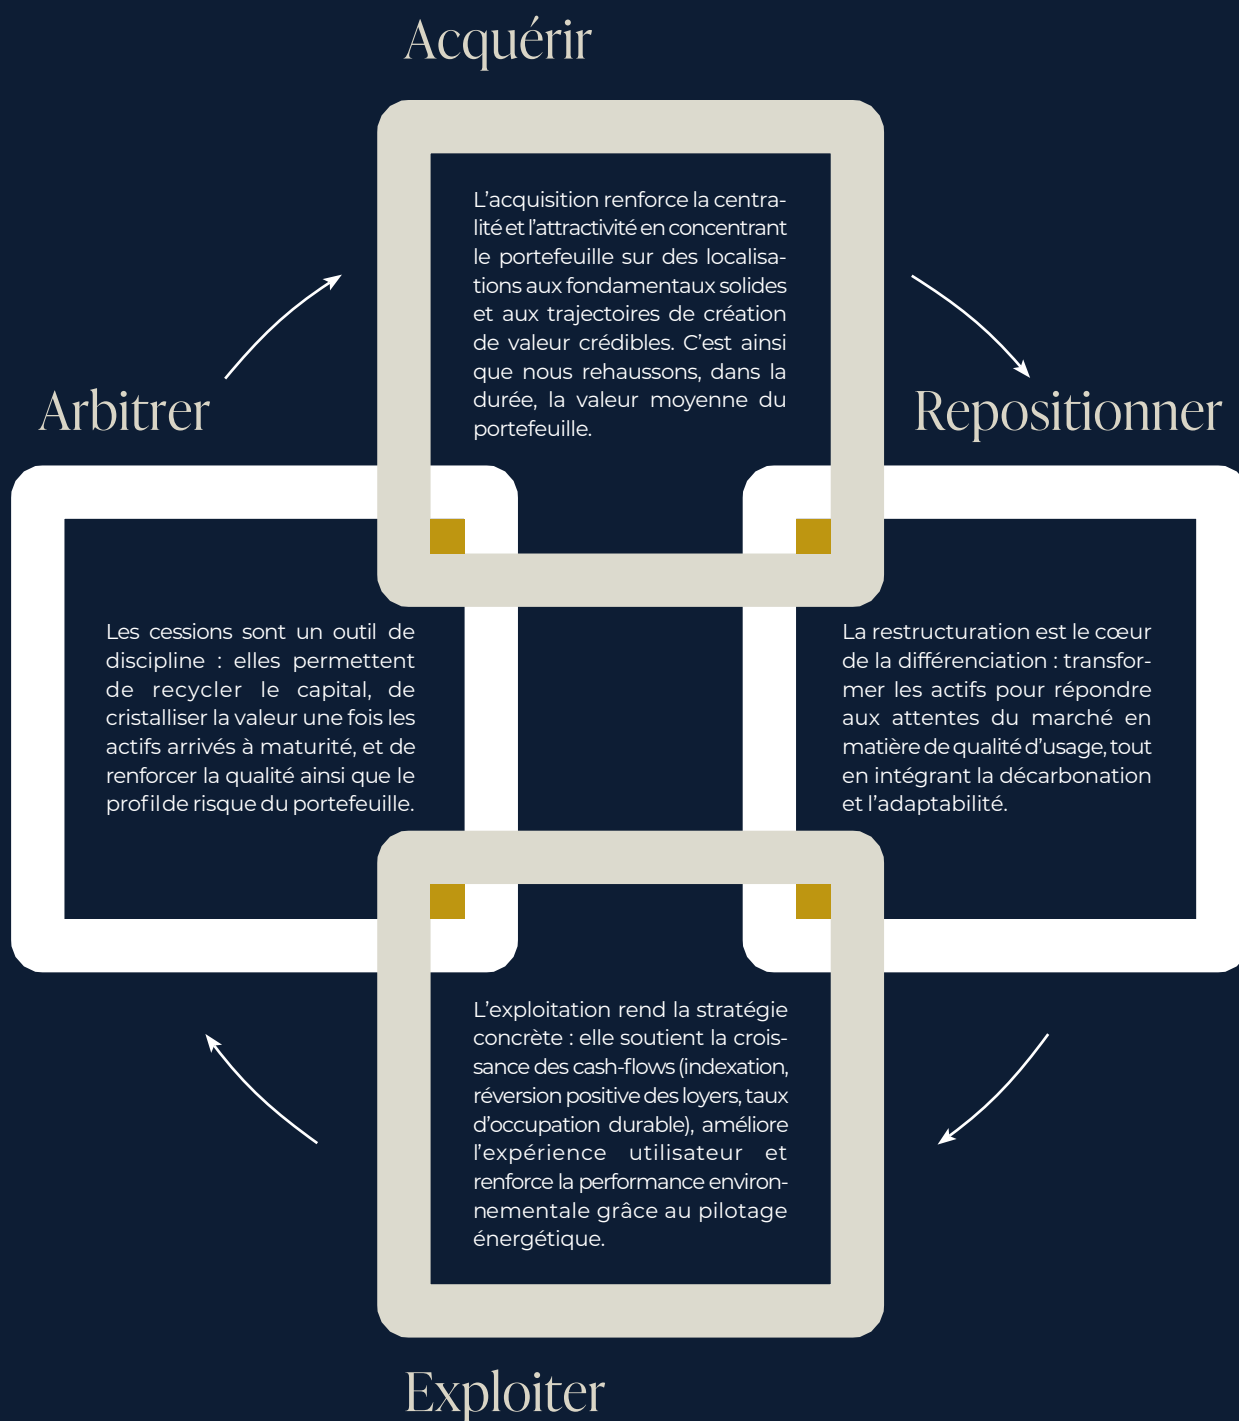 Acquérir
L’acquisition renforce la centra-
lité et l’attractivité en concentrant
le portefeuille sur des localisa-
tions aux fondamentaux solides
et aux trajectoires de création
de valeur crédibles. C’est ainsi
que nous rehaussons, dans la
durée, la valeur moyenne du
portefeuille.
Repositionner
La restructuration est le cœur
de la différenciation : transfor-
mer les actifs pour répondre
aux attentes du marché en
matière de qualité d’usage, tout
en intégrant la décarbonation
et l’adaptabilité.
Exploiter
L’exploitation rend la stratégie
concrète : elle soutient la crois-
sance des cash-flows (indexation,
réversion positive des loyers, taux
d’occupation durable), améliore
l’expérience utilisateur et
renforce la performance environ-
nementale grâce au pilotage
énergétique.
Arbitrer
Les cessions sont un outil de
discipline : elles permettent
de recycler le capital, de
cristalliser la valeur une fois les
actifs arrivés à maturité, et de
renforcer la qualité ainsi que le
profil de risque du portefeuille.